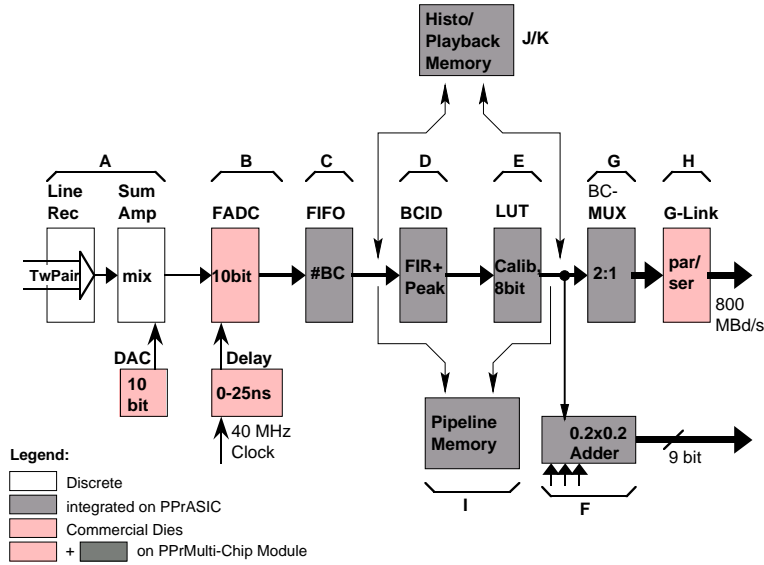 Histo/
Playback
Memory
J/K
A
B
C
D
E
G
H
Line
Rec
Sum
Amp
FADC
FIFO
BCID
LUT
BC-
MUX
G-Link
TwPair
mix
10bit
#BC
FIR+
Peak
Calib,
8bit
2:1
par/
ser
800
MBd/s
DAC
10
bit
Delay
0-25ns
40 MHz
Clock
Pipeline
Memory
I
0.2x0.2
Adder
9 bit
F
Legend:
Discrete
integrated on PPrASIC
Commercial Dies
+ on PPrMulti-Chip Module